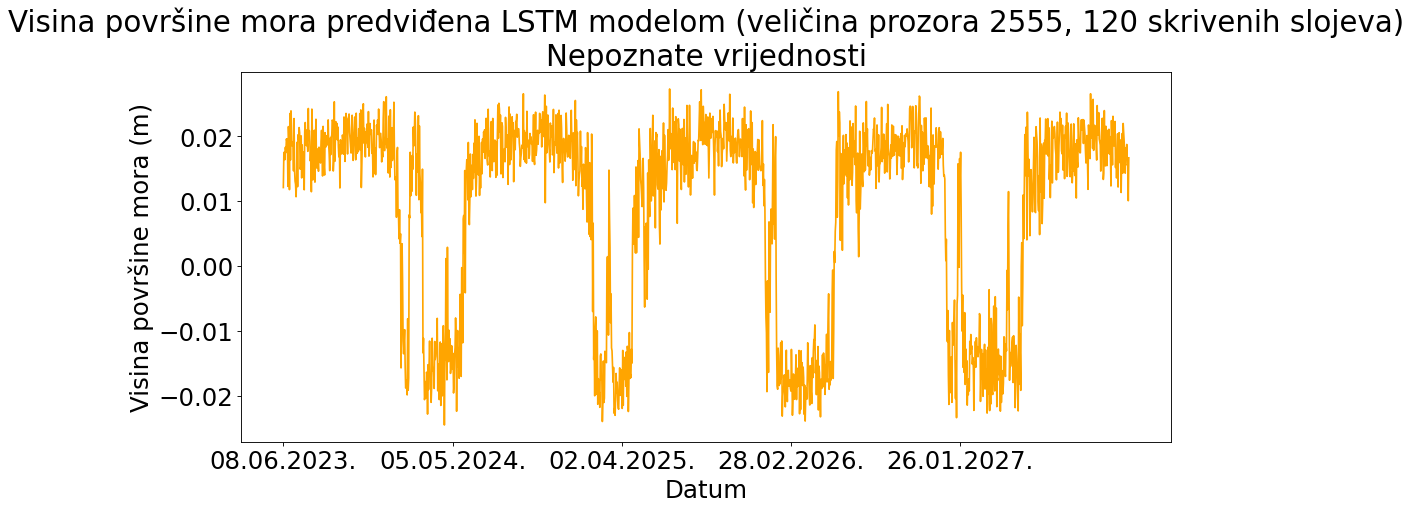 Visina površine mora predviđena LSTM modelom (veličina prozora 2555, 120 skrivenih slojeva)
Nepoznate vrijednosti
Visina površine mora (m)
0.02
0.01
0.00
−0.01
−0.02
08.06.2023. 05.05.2024. 02.04.2025. 28.02.2026. 26.01.2027.
Datum